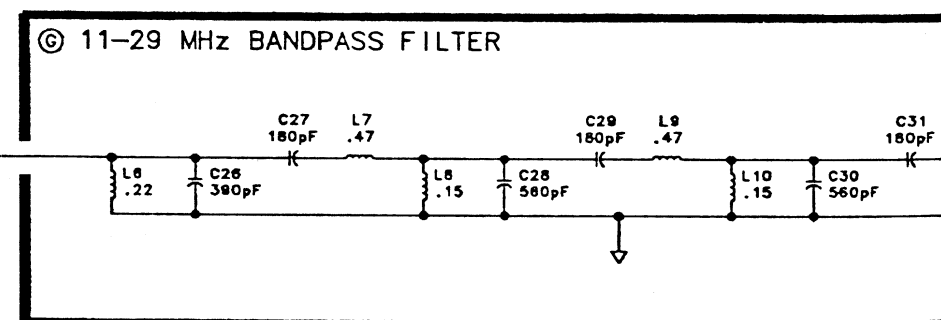 Ⓖ 11-29 MHz BANDPASS FILTER
C27
180pF
L7
.47
C29
180pF
L9
.47
C31
180pF
L6
.22
C26
390pF
L8
.15
C28
560pF
L10
.15
C30
560pF